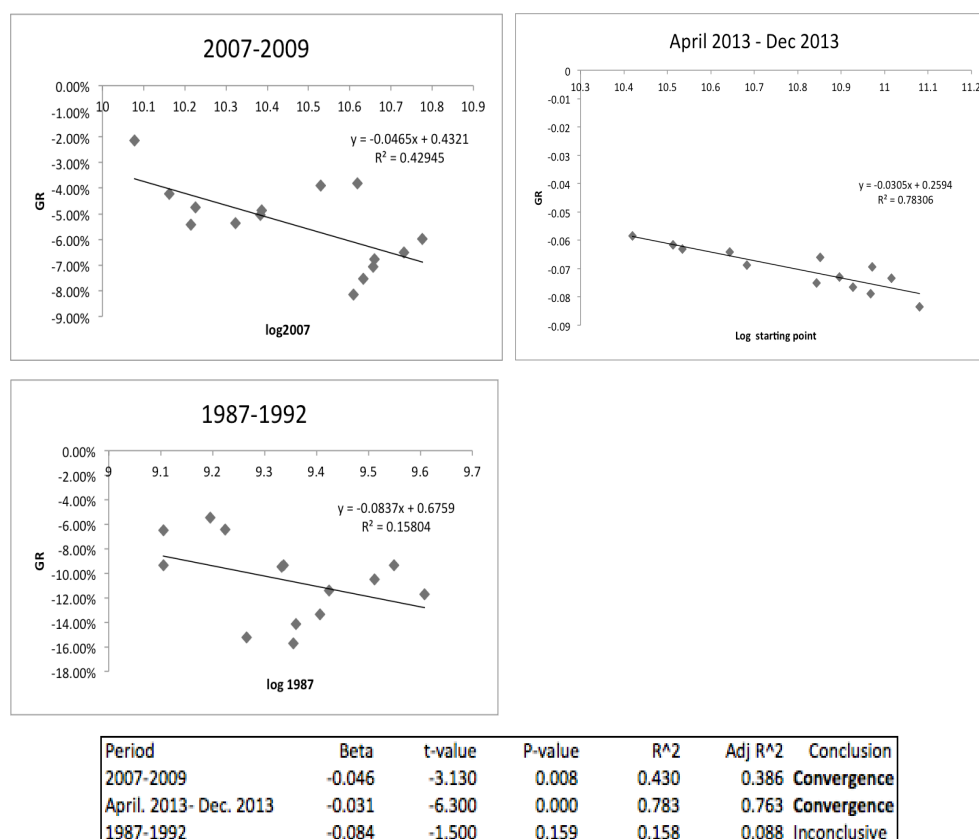 2007-2009
0.00%
10 10.1 10.2 10.3 10.4 10.5 10.6 10.7 10.8 10.9
-1.00%
-2.00%
y = -0.0465x + 0.4321
R² = 0.42945
-3.00%
-4.00%
GR
-5.00%
-6.00%
-7.00%
-8.00%
-9.00%
log2007
April 2013 - Dec 2013
0
10.3 10.4 10.5 10.6 10.7 10.8 10.9 11 11.1 11.2
-0.01
-0.02
-0.03
-0.04
y = -0.0305x + 0.2594
R² = 0.78306
GR
-0.05
-0.06
-0.07
-0.08
-0.09
Log starting point
1987-1992
0.00%
9 9.1 9.2 9.3 9.4 9.5 9.6 9.7
-2.00%
-4.00%
y = -0.0837x + 0.6759
R² = 0.15804
-6.00%
-8.00%
GR
-10.00%
-12.00%
-14.00%
-16.00%
-18.00%
log 1987
Period Beta t-value P-value R^2 Adj R^2 Conclusion
2007-2009 -0.046 -3.130 0.008 0.430 0.386 Convergence
April. 2013- Dec. 2013 -0.031 -6.300 0.000 0.783 0.763 Convergence
1987-1992 -0.084 -1.500 0.159 0.158 0.088 Inconclusive